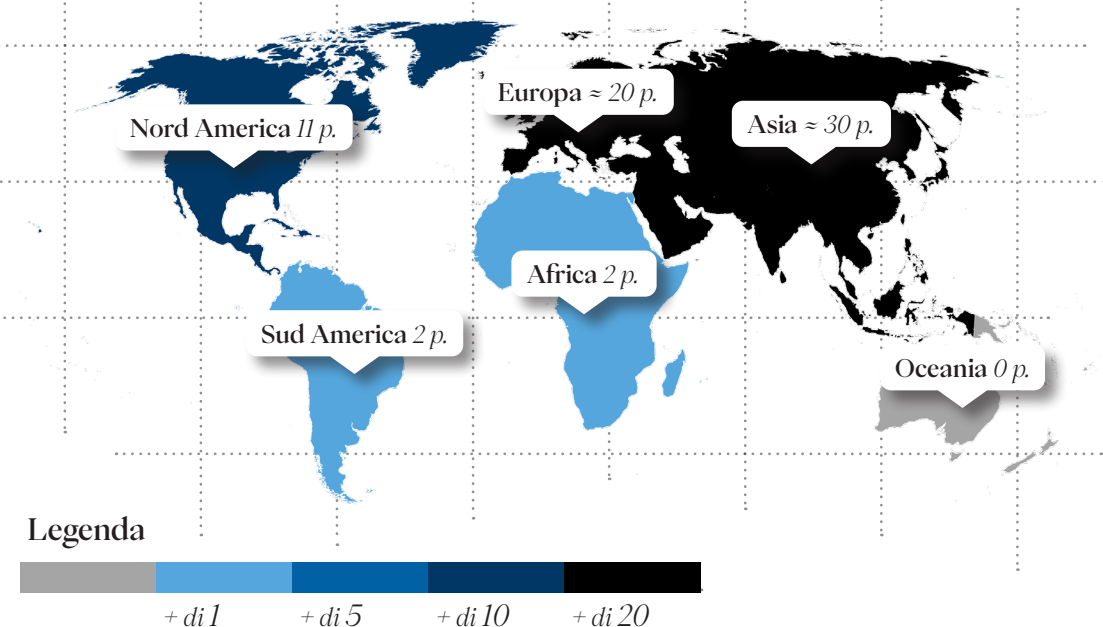 Europa ≈ 20 p.
Nord America 11 p.
Asia ≈ 30 p.
Africa 2 p.
Sud America 2 p.
Oceania 0 p.
Legenda
+ di 1
+ di 5
+ di 10
+ di 20